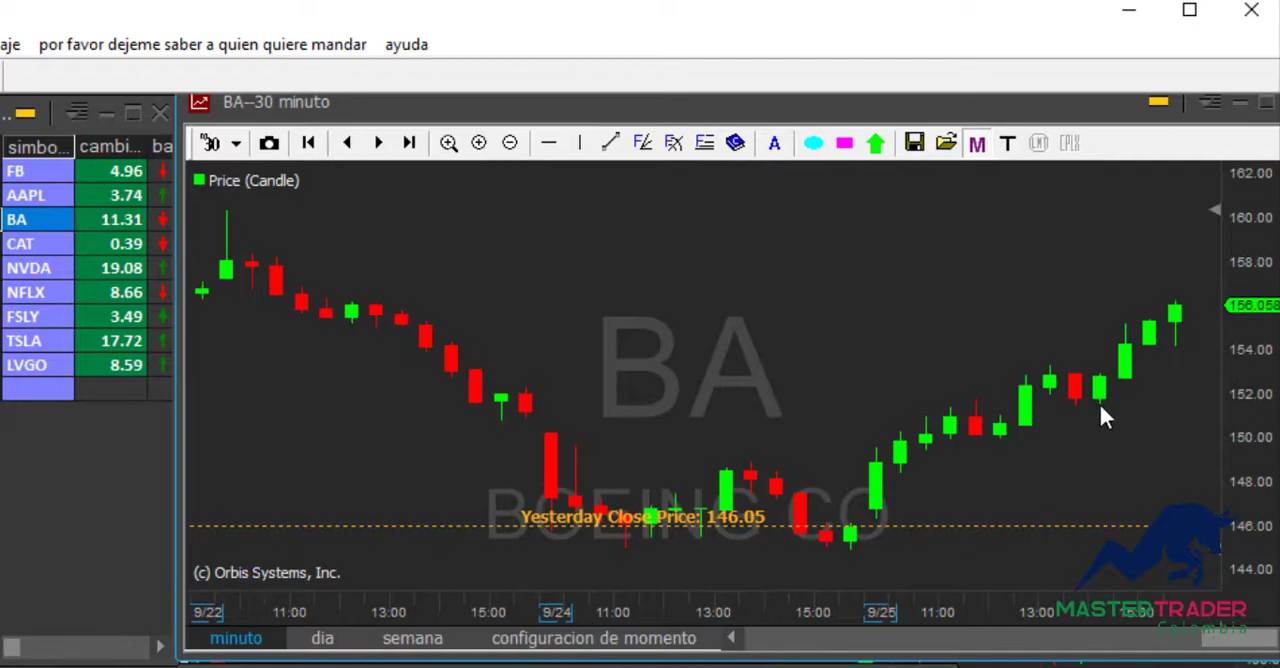 aje por favor dejeme saber a quien quiere mandar ayuda
BA--30 minuto
simbo... cambi... ba
FB 4.96
AAPL 3.74
BA 11.31
CAT 0.39
NVDA 19.08
NFLX 8.66
FSLY 3.49
TSLA 17.72
LVGO 8.59
30
A
M T
Price (Candle)
162.00
160.00
158.00
156.058
154.00
152.00
150.00
148.00
146.00
144.00
BA
BOEING CO
Yesterday Close Price: 146.05
(c) Orbis Systems, Inc.
9/22 11:00 13:00 15:00 9/24 11:00 13:00 15:00 9/25 11:00 13:00
MASTERTRADER
Colombia
minuto dia semana configuracion de momento